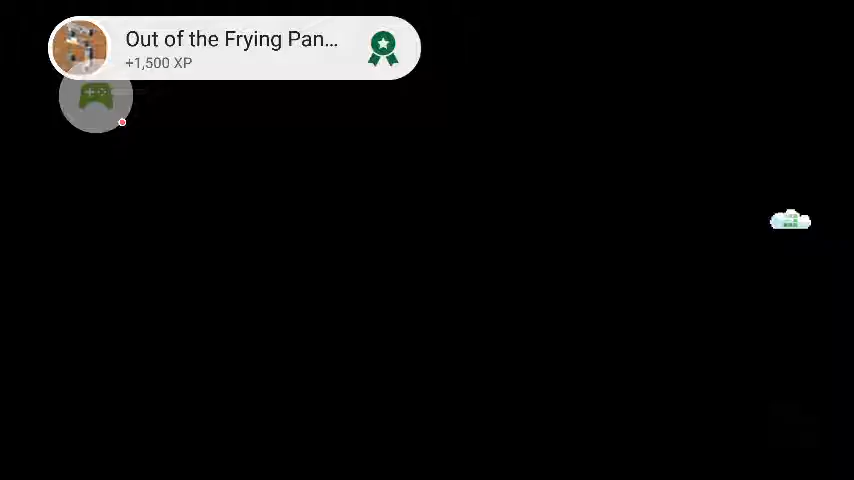 Out of the Frying Pan...
+1,500 XP